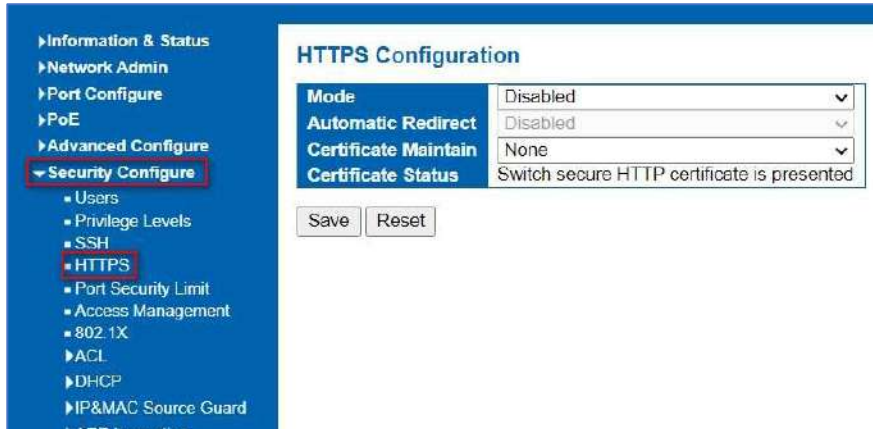 Information & Status
Network Admin
Port Configure
PoE
Advanced Configure
Security Configure
Users
Privilege Levels
SSH
HTTPS
Port Security Limit
Access Management
802.1X
ACL
DHCP
IP&MAC Source Guard
HTTPS Configuration
Mode Disabled
Automatic Redirect Disabled
Certificate Maintain None
Certificate Status Switch secure HTTP certificate is presented
Save Reset